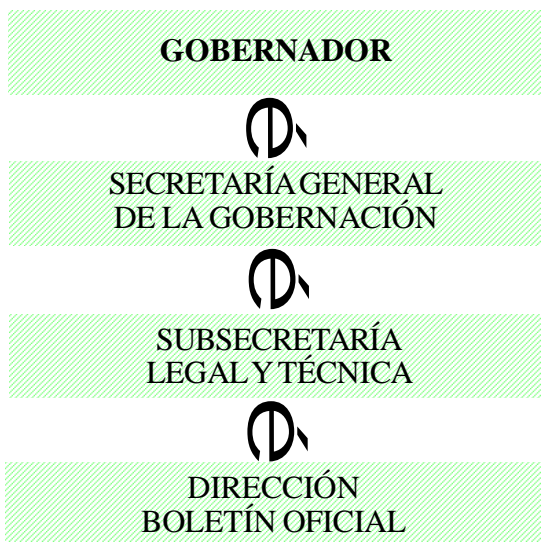 GOBERNADOR
SECRETARÍA GENERAL
DE LA GOBERNACIÓN
SUBSECRETARÍA
LEGAL Y TÉCNICA
DIRECCIÓN
BOLETÍN OFICIAL